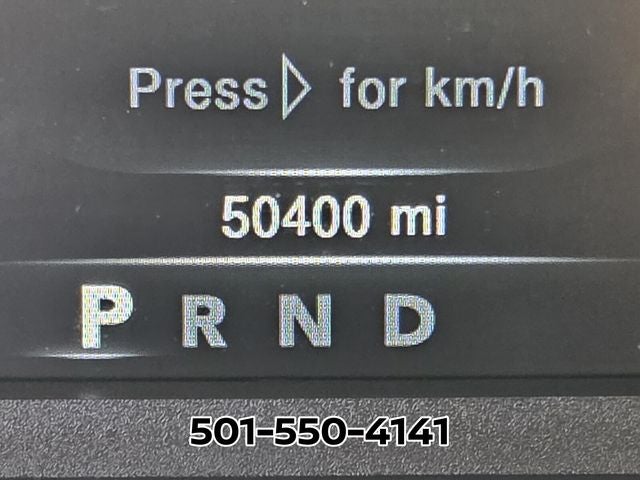 Press ▷ for km/h
50400 mi
P R N D
501-550-4141